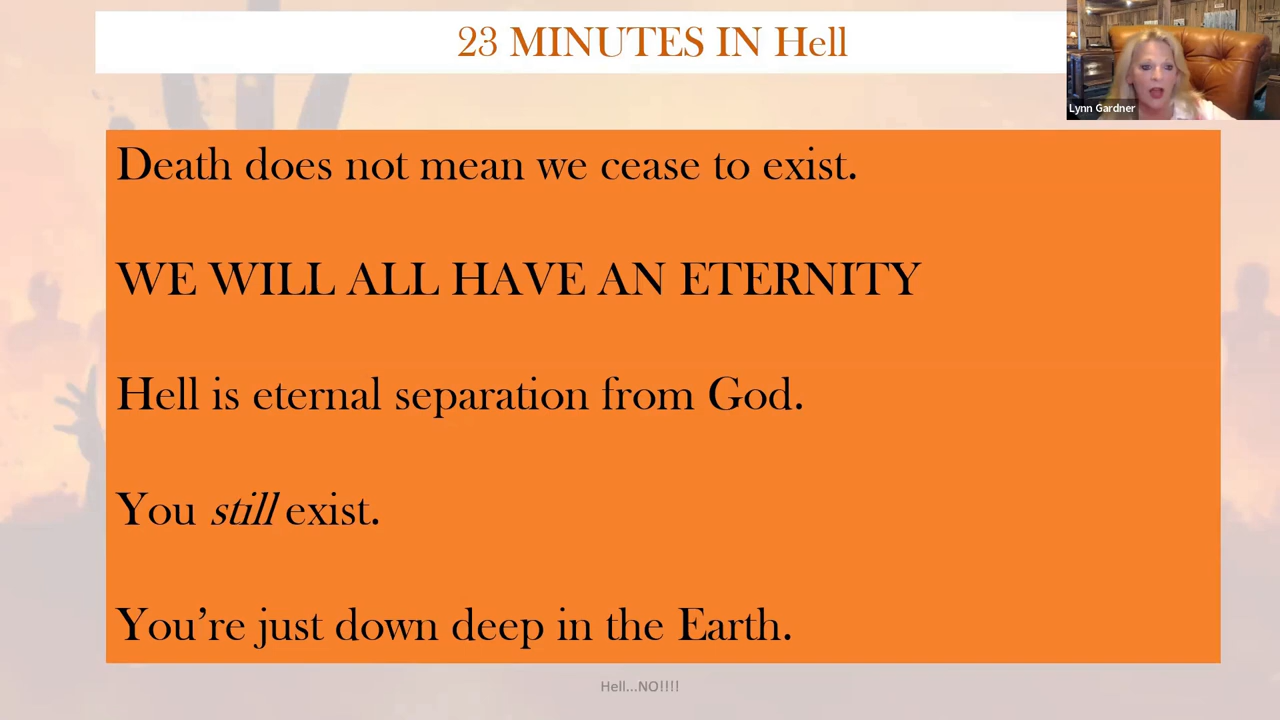 23 MINUTES IN Hell
Lynn Gardner
Death does not mean we cease to exist.
WE WILL ALL HAVE AN ETERNITY
Hell is eternal separation from God.
You still exist.
You’re just down deep in the Earth.
Hell...NO!!!!